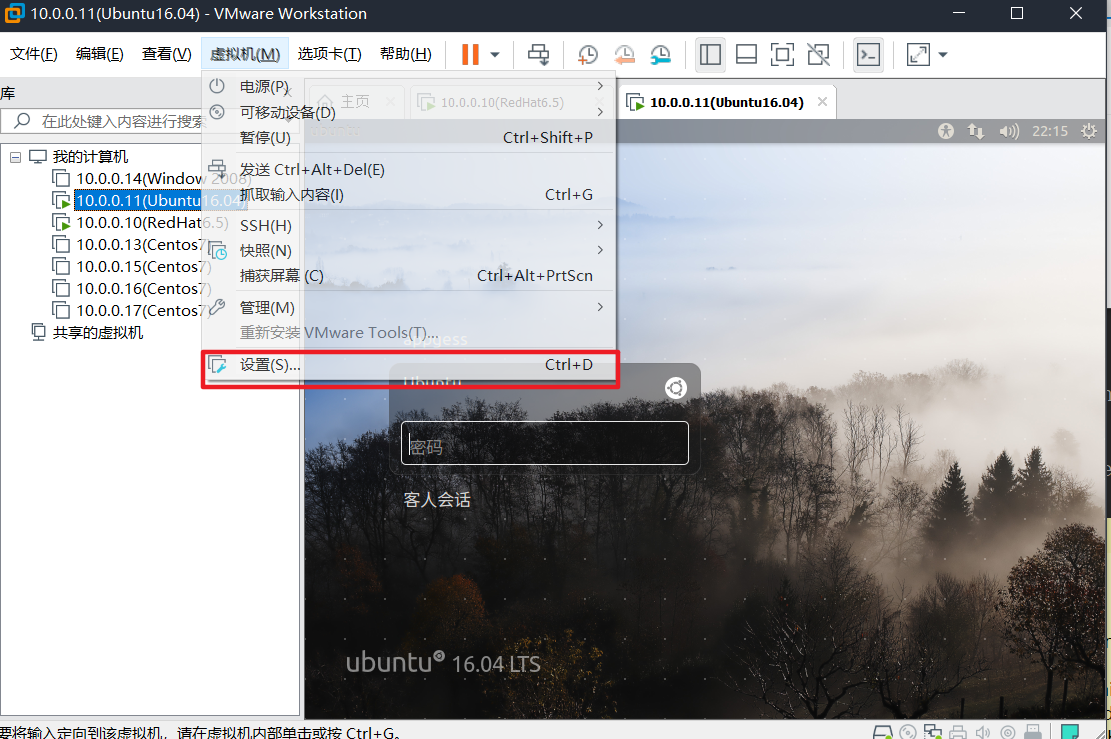 10.0.0.11(Ubuntu16.04) - VMware Workstation
文件(F) 编辑(E) 查看(V) 虚拟机(M) 选项卡(T) 帮助(H)
库
在此处键入内容进行搜索
我的计算机
10.0.0.14(Window 2008)
10.0.0.11(Ubuntu16.04)
10.0.0.10(RedHat6.5)
10.0.0.13(Centos7)
10.0.0.15(Centos7)
10.0.0.16(Centos7)
10.0.0.17(Centos7)
共享的虚拟机
电源(P)
可移动设备(D)
暂停(U) Ctrl+Shift+P
发送 Ctrl+Alt+Del(E)
抓取输入内容(I) Ctrl+G
SSH(H)
快照(N)
捕获屏幕 (C) Ctrl+Alt+PrtScn
管理(M)
重新安装 VMware Tools(T)...
设置(S)... Ctrl+D
主页 10.0.0.10(RedHat6.5) 10.0.0.11(Ubuntu16.04)
22:15
Ubuntu
密码
客人会话
ubuntu 16.04 LTS
要将输入定向到该虚拟机，请在虚拟机内部单击或按 Ctrl+G。